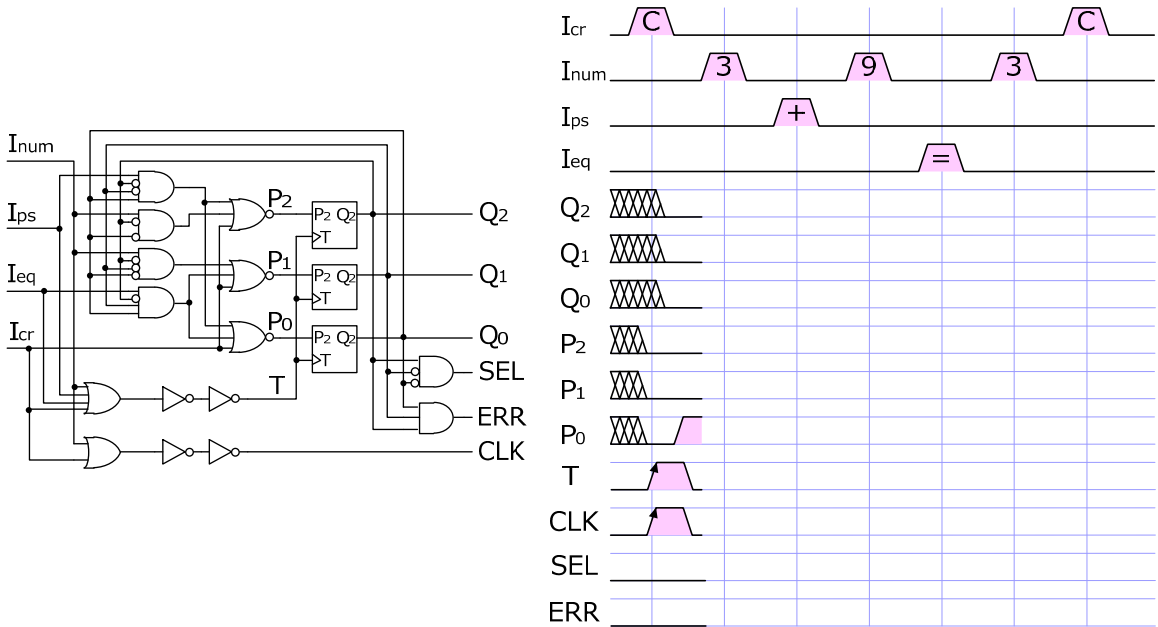 Inum
Ips
Ieq
Icr
P2
P1
P0
T
P2 Q2
T
P2 Q2
T
P2 Q2
T
Q2
Q1
Q0
SEL
ERR
CLK
Icr
C
C
Inum
3
9
3
Ips
+
Ieq
=
Q2
Q1
Q0
P2
P1
P0
T
CLK
SEL
ERR